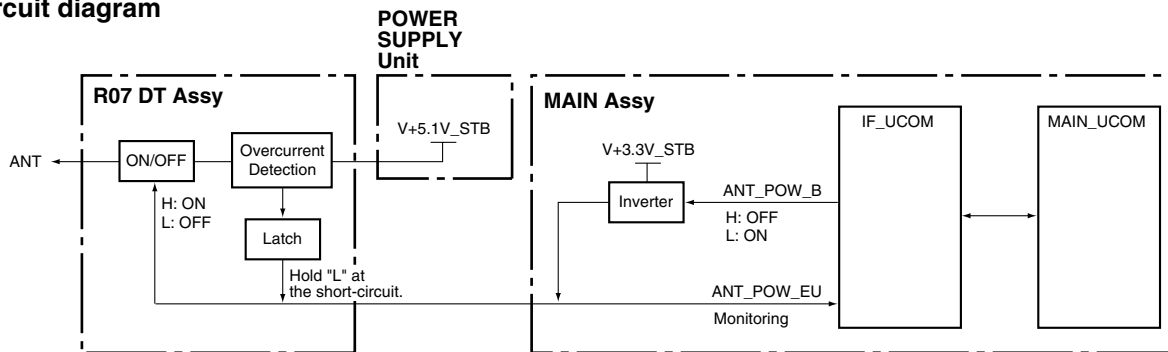 rcuit diagram
POWER
SUPPLY
Unit
R07 DT Assy
MAIN Assy
V+5.1V_STB
IF_UCOM
MAIN_UCOM
ANT
ON/OFF
Overcurrent
Detection
V+3.3V_STB
H: ON
L: OFF
Inverter
ANT_POW_B
H: OFF
L: ON
Latch
Hold "L" at
the short-circuit.
ANT_POW_EU
Monitoring